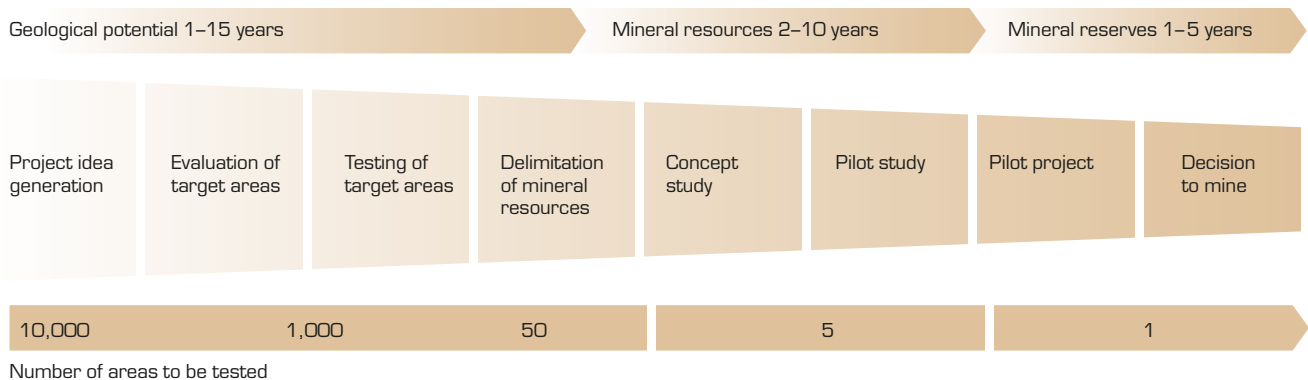 Geological potential 1–15 years
Mineral resources 2–10 years
Mineral reserves 1–5 years
Project idea
generation
Evaluation of
target areas
Testing of
target areas
Delimitation
of mineral
resources
Concept
study
Pilot study
Pilot project
Decision
to mine
10,000
1,000
50
5
1
Number of areas to be tested